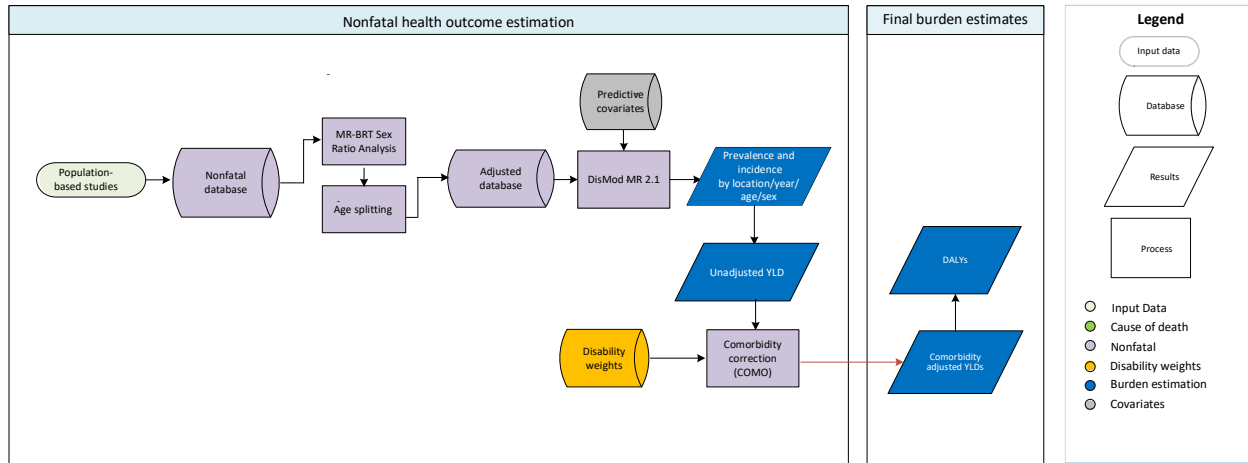 Nonfatal health outcome estimation
Final burden estimates
Legend
Input data
Database
Results
Process
Input Data
Cause of death
Nonfatal
Disability weights
Burden estimation
Covariates
Population-
based studies
Nonfatal
database
MR-BRT Sex
Ratio Analysis
Age splitting
Adjusted
database
Predictive
covariates
DisMod MR 2.1
Prevalence and
incidence
by location/year/
age/sex
Unadjusted YLD
Disability
weights
Comorbidity
correction
(COMO)
DALYs
Comorbidity
adjusted YLDs